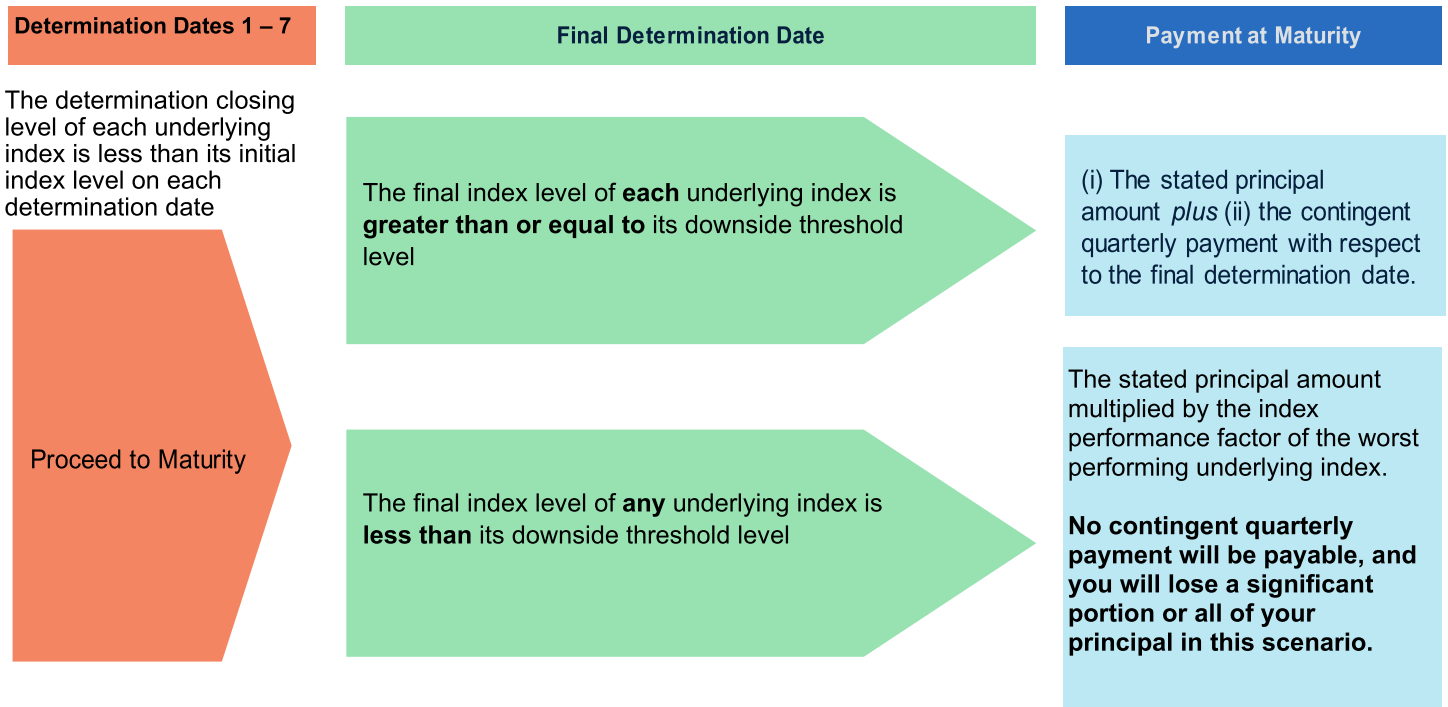 Determination Dates 1 – 7
Final Determination Date
Payment at Maturity
The determination closing
level of each underlying
index is less than its initial
index level on each
determination date
Proceed to Maturity
The final index level of each underlying index is
greater than or equal to its downside threshold
level
(i) The stated principal
amount plus (ii) the contingent
quarterly payment with respect
to the final determination date.
The final index level of any underlying index is
less than its downside threshold level
The stated principal amount
multiplied by the index
performance factor of the worst
performing underlying index.
No contingent quarterly
payment will be payable, and
you will lose a significant
portion or all of your
principal in this scenario.